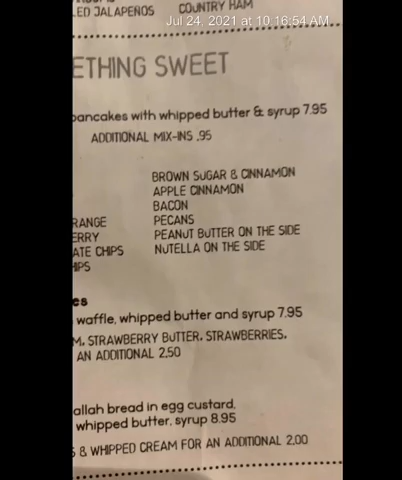 LED JALAPEÑOS COUNTRY HAM
Jul 24, 2021 at 10:16:54 AM
ETHING SWEET
pancakes with whipped butter & syrup 7.95
ADDITIONAL MIX-INS .95
BROWN SUGAR & CINNAMON
APPLE CINNAMON
BACON
RANGE PECANS
ERRY PEANUT BUTTER ON THE SIDE
ATE CHIPS NUTELLA ON THE SIDE
HIPS
es
waffle, whipped butter and syrup 7.95
M, STRAWBERRY BUTTER, STRAWBERRIES,
AN ADDITIONAL 2.50
allah bread in egg custard,
whipped butter, syrup 8.95
& WHIPPED CREAM FOR AN ADDITIONAL 2.00